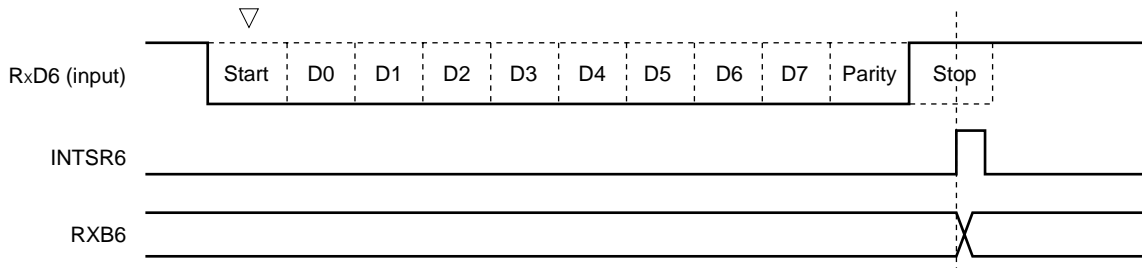 RxD6 (input) Start D0 D1 D2 D3 D4 D5 D6 D7 Parity Stop
INTSR6
RXB6